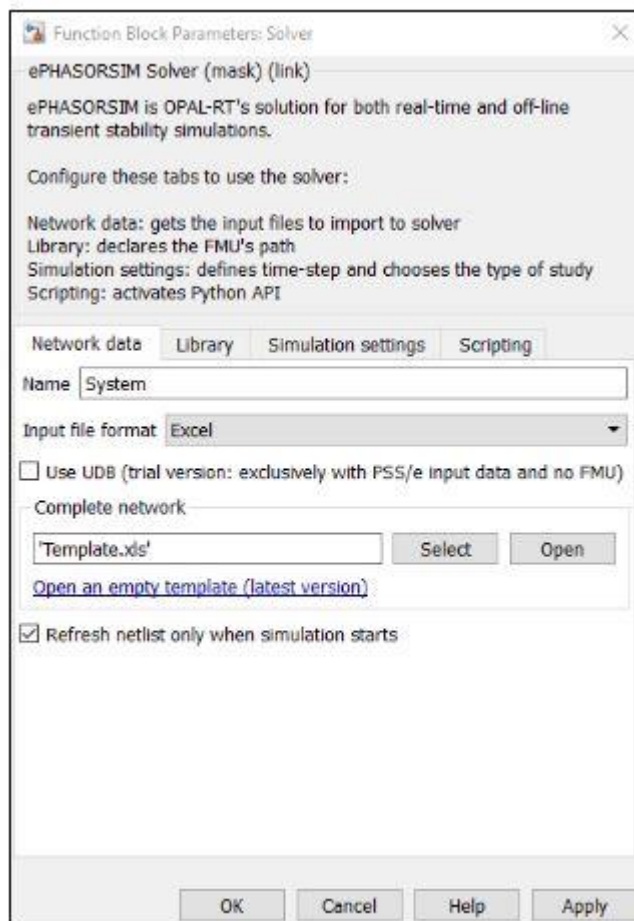 Function Block Parameters: Solver
ePHASORSIM Solver (mask) (link)
ePHASORSIM is OPAL-RT's solution for both real-time and off-line
transient stability simulations.
Configure these tabs to use the solver:
Network data: gets the input files to import to solver
Library: declares the FMU's path
Simulation settings: defines time-step and chooses the type of study
Scripting: activates Python API
Network data Library Simulation settings Scripting
Name System
Input file format Excel
Use UDB (trial version: exclusively with PSS/e input data and no FMU)
Complete network
'Template.xls' Select Open
Open an empty template (latest version)
Refresh netlist only when simulation starts
OK Cancel Help Apply